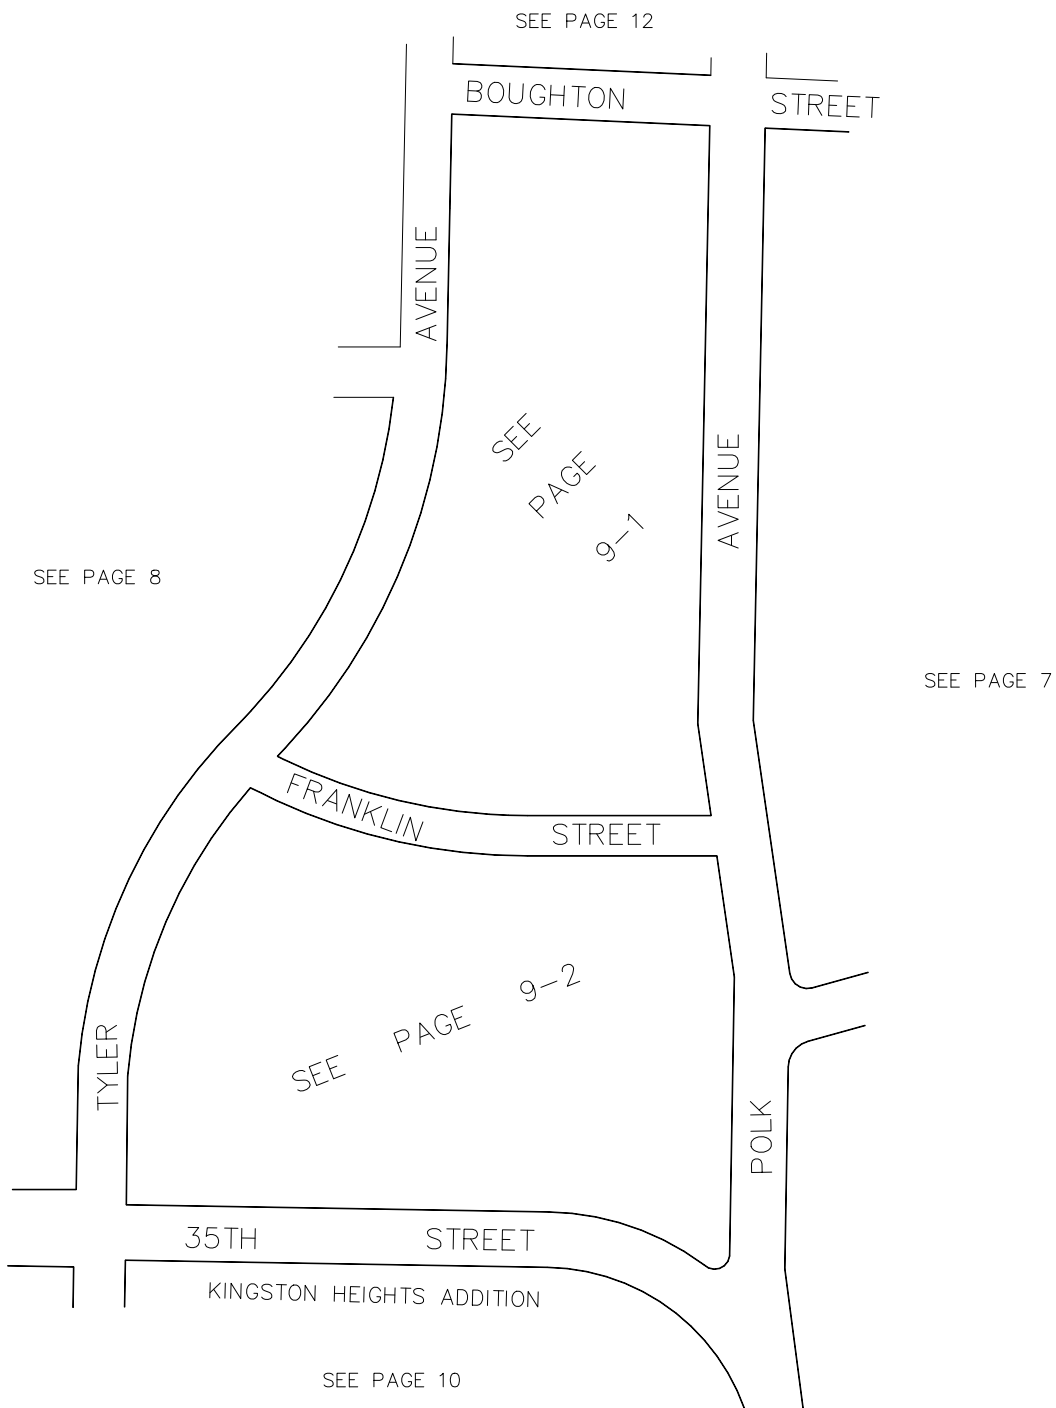 SEE PAGE 12
BOUGHTON STREET
AVENUE
AVENUE
SEE
PAGE
9-1
SEE PAGE 8
SEE PAGE 7
FRANKLIN STREET
SEE PAGE 9-2
TYLER
POLK
35TH STREET
KINGSTON HEIGHTS ADDITION
SEE PAGE 10